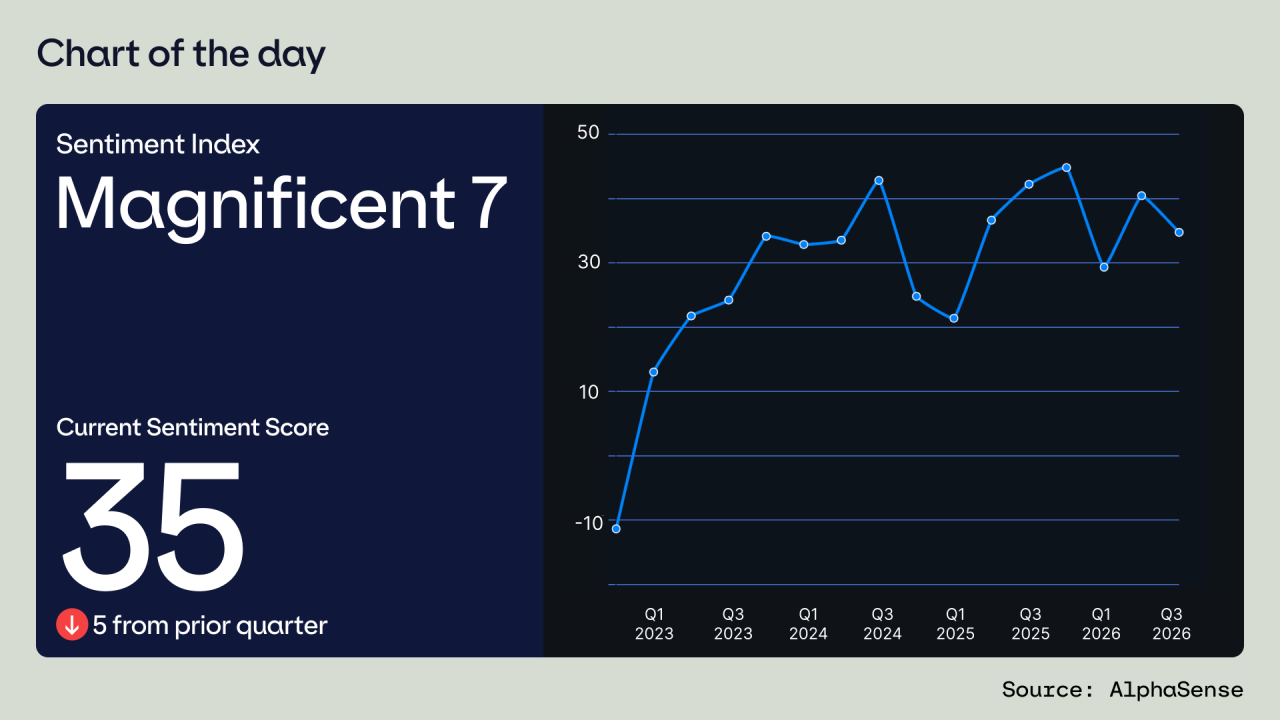 Chart of the day
Sentiment Index
Magnificent 7
Current Sentiment Score
35
5 from prior quarter
50
30
10
-10
Q1 Q3 Q1 Q3 Q1 Q3 Q1 Q3
2023 2023 2024 2024 2025 2025 2026 2026
Source: AlphaSense